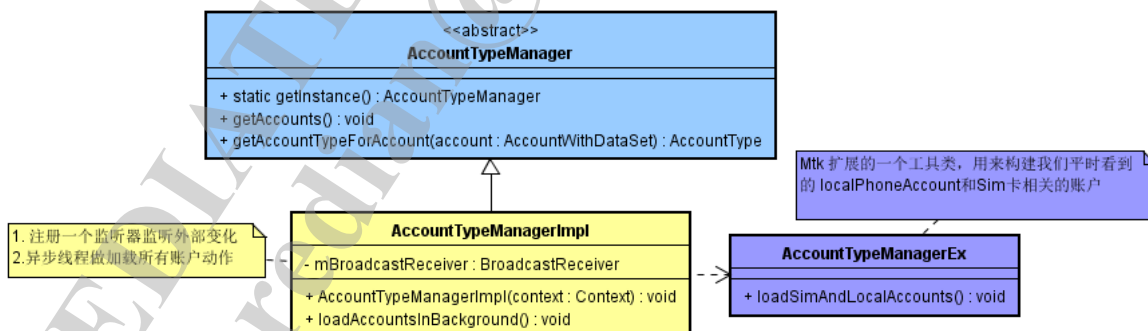 <<abstract>>
AccountTypeManager
+ static getInstance() : AccountTypeManager
+ getAccounts() : void
+ getAccountTypeForAccount(account : AccountWithDataSet) : AccountType
Mtk 扩展的一个工具类，用来构建我们平时看到
的 localPhoneAccount和Sim卡相关的账户
1. 注册一个监听器监听外部变化
2.异步线程做加载所有账户动作
AccountTypeManagerImpl
- mBroadcastReceiver : BroadcastReceiver
+ AccountTypeManagerImpl(context : Context) : void
+ loadAccountsInBackground() : void
AccountTypeManagerEx
+ loadSimAndLocalAccounts() : void